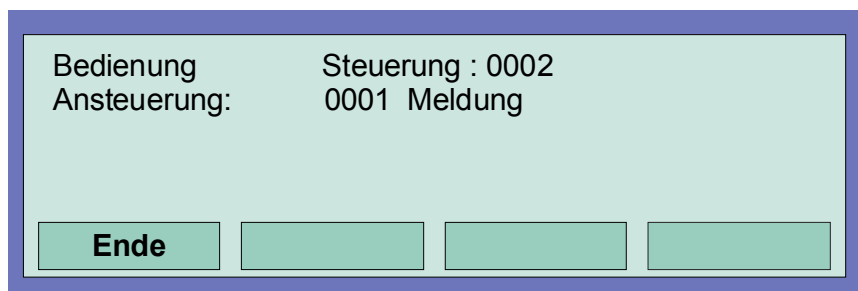 Bedienung Steuerung : 0002
Ansteuerung: 0001 Meldung
Ende